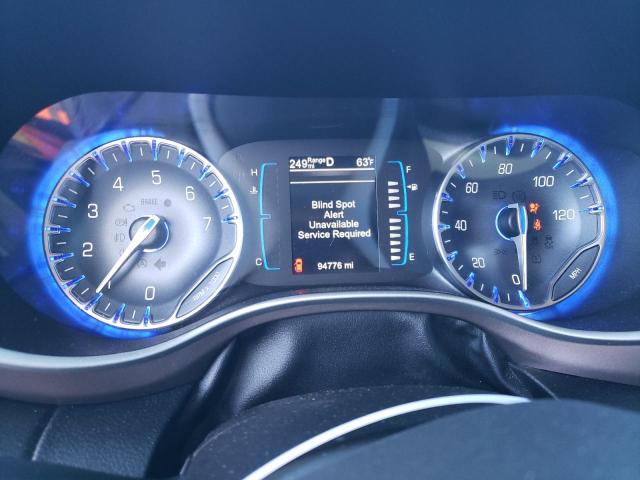 249 Range mi D 63°F
H
F
Blind Spot
Alert
Unavailable
Service Required
C
E
94776 mi
0
1
2
3
4
5
6
7
BRAKE
0
20
40
60
80
100
120
MPH